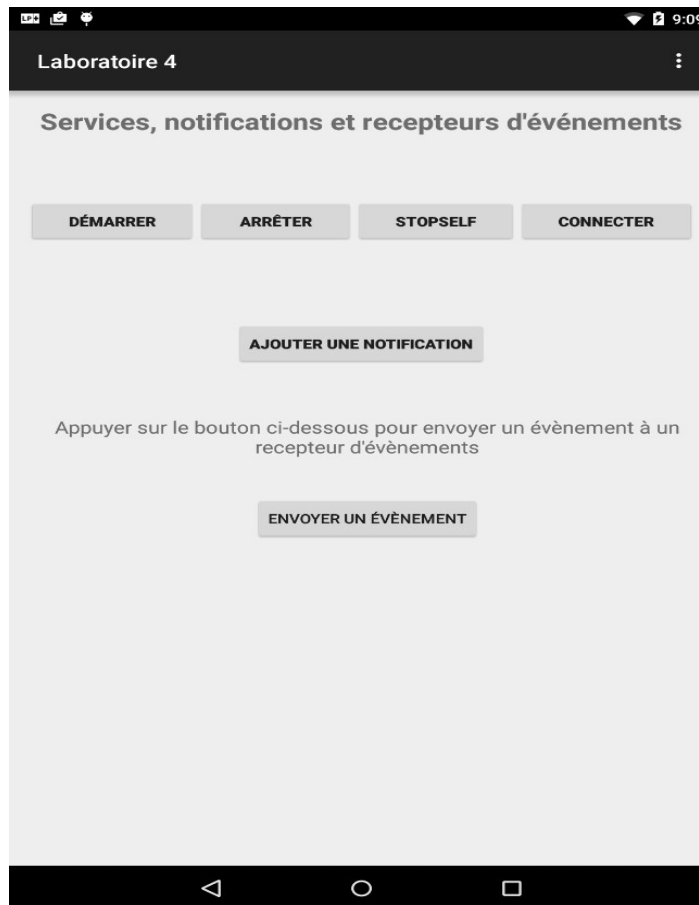 9:09
Laboratoire 4
Services, notifications et recepteurs d'événements
DÉMARRER ARRÊTER STOPSELF CONNECTER
AJOUTER UNE NOTIFICATION
Appuyer sur le bouton ci-dessous pour envoyer un évènement à un
recepteur d'évènements
ENVOYER UN ÉVÈNEMENT